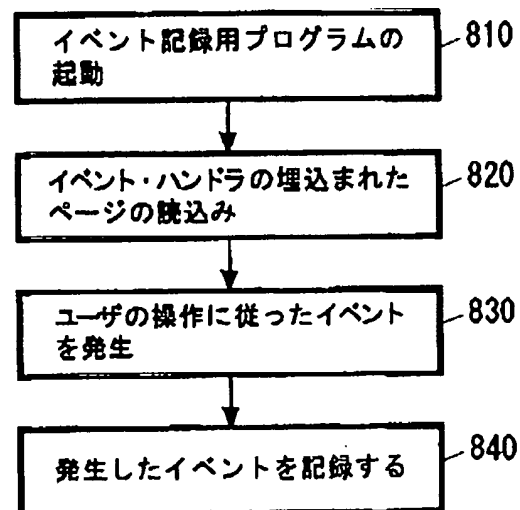 イベント記録用プログラムの
起動
810
イベント・ハンドラの埋込まれた
ページの読込み
820
ユーザの操作に従ったイベント
を発生
830
発生したイベントを記録する
840